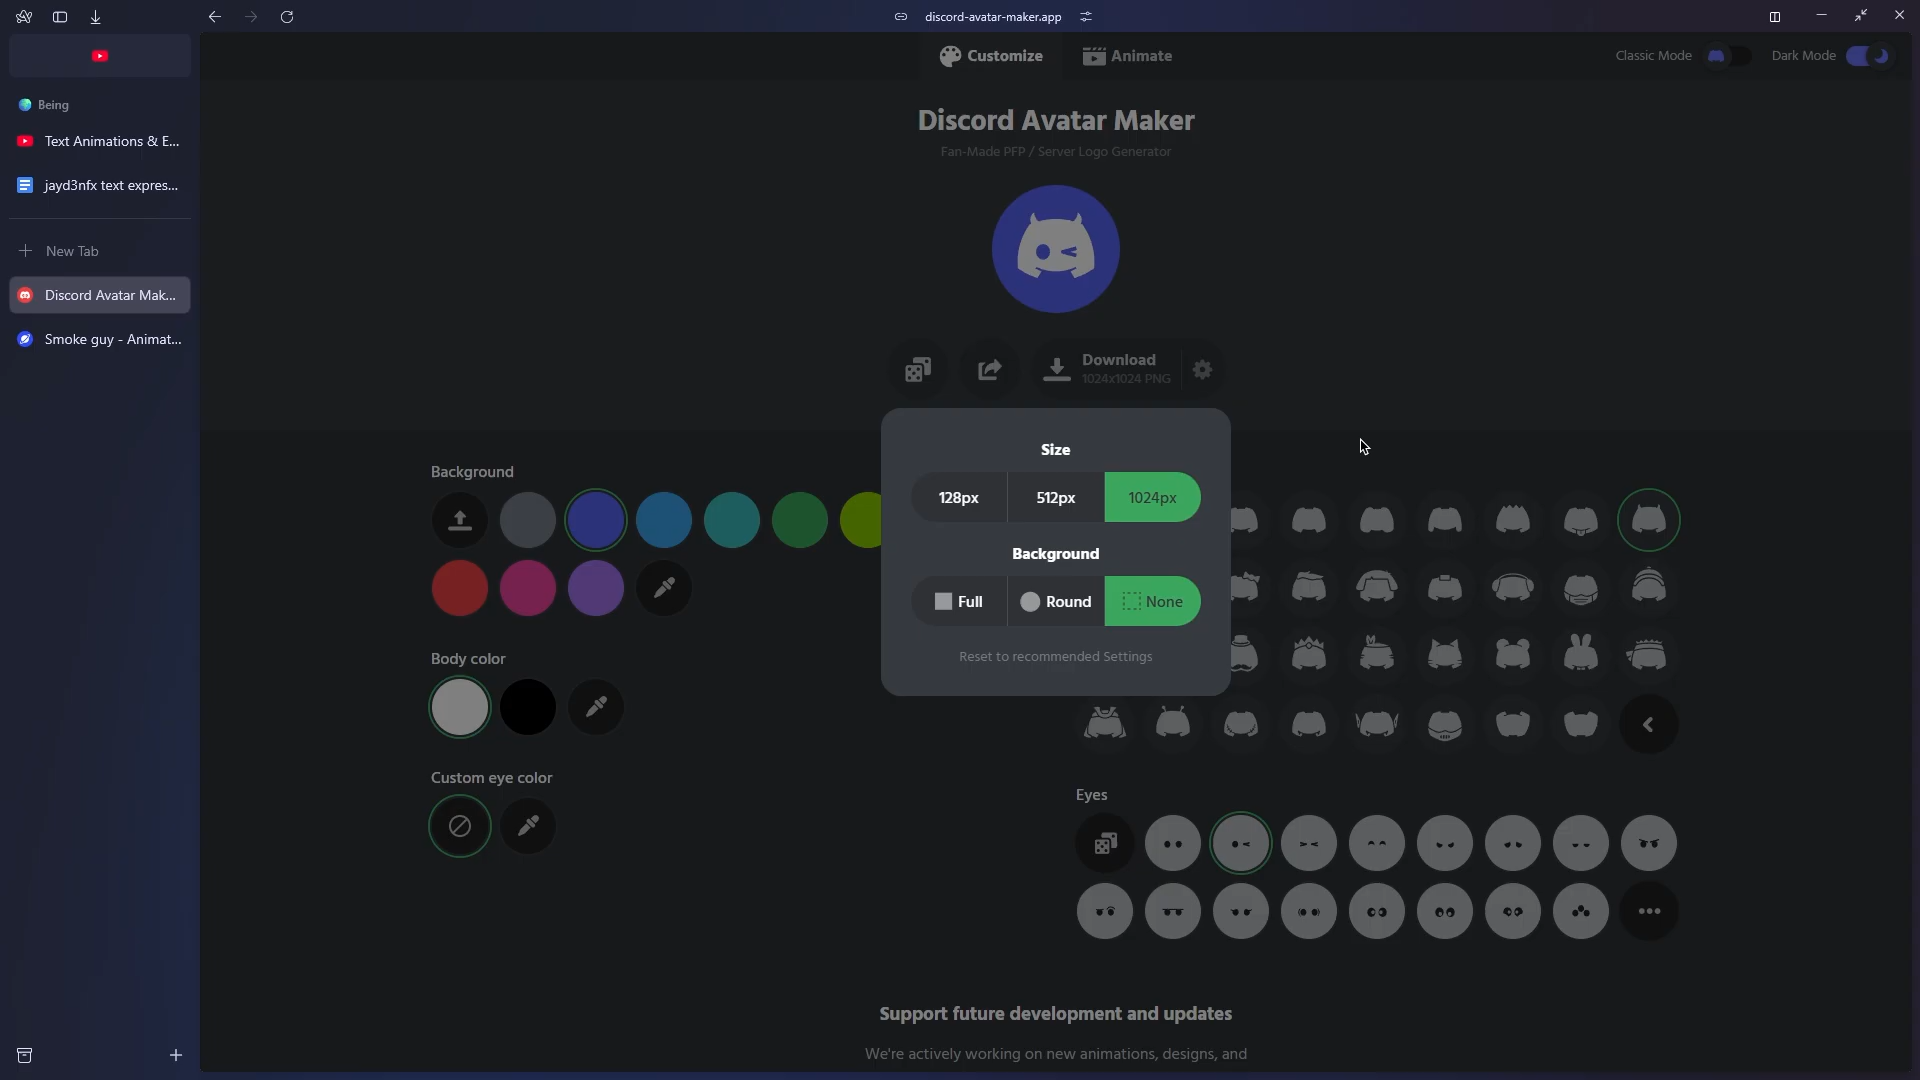 discord-avatar-maker.app
Customize
Animate
Classic Mode
Dark Mode
Being
Text Animations & E...
jayd3nfx text expres...
New Tab
Discord Avatar Mak...
Smoke guy - Animat...
Discord Avatar Maker
Fan-Made PFP / Server Logo Generator
Download
1024x1024 PNG
Size
128px
512px
1024px
Background
Full
Round
None
Reset to recommended Settings
Background
Body color
Custom eye color
Eyes
Support future development and updates
We're actively working on new animations, designs, and